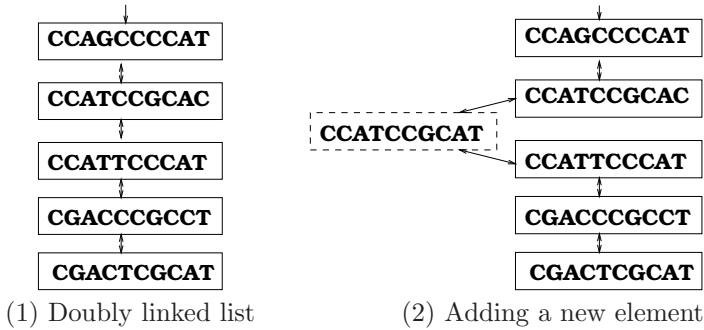 CCAGCCCCAT
CCATCCGCAC
CCATTCCCAT
CGACCCGCCT
CGACTCGCAT
(1) Doubly linked list
CCAGCCCCAT
CCATCCGCAC
CCATCCGCAT
CCATTCCCAT
CGACCCGCCT
CGACTCGCAT
(2) Adding a new element